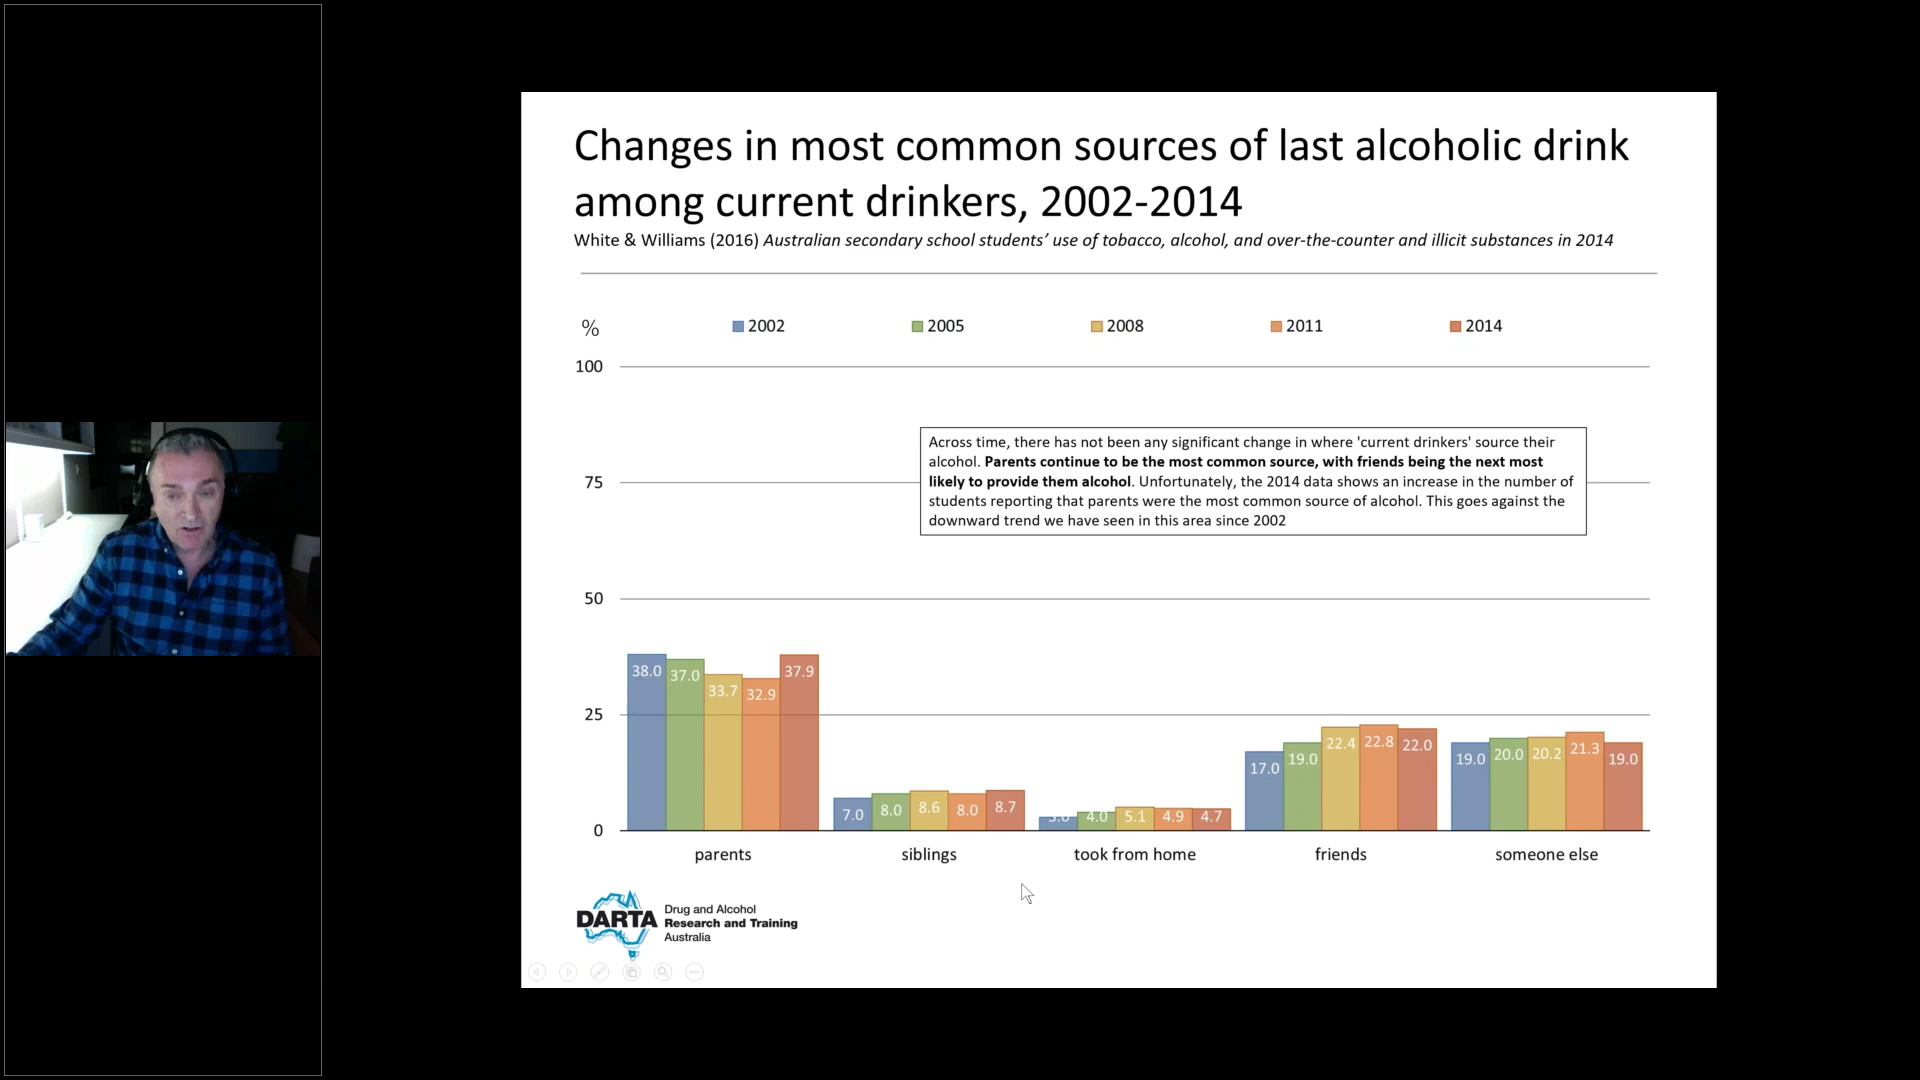 Changes in most common sources of last alcoholic drink
among current drinkers, 2002-2014
White & Williams (2016) Australian secondary school students’ use of tobacco, alcohol, and over-the-counter and illicit substances in 2014
%
2002 2005 2008 2011 2014
100
Across time, there has not been any significant change in where 'current drinkers' source their
alcohol. Parents continue to be the most common source, with friends being the next most
likely to provide them alcohol. Unfortunately, the 2014 data shows an increase in the number of
students reporting that parents were the most common source of alcohol. This goes against the
downward trend we have seen in this area since 2002
75
50
38.0 37.0 33.7 32.9 37.9
25
7.0 8.0 8.6 8.0 8.7
3.0 4.0 5.1 4.9 4.7
17.0 19.0 22.4 22.8 22.0
19.0 20.0 20.2 21.3 19.0
0
parents siblings took from home friends someone else
DARTA
Drug and Alcohol
Research and Training
Australia